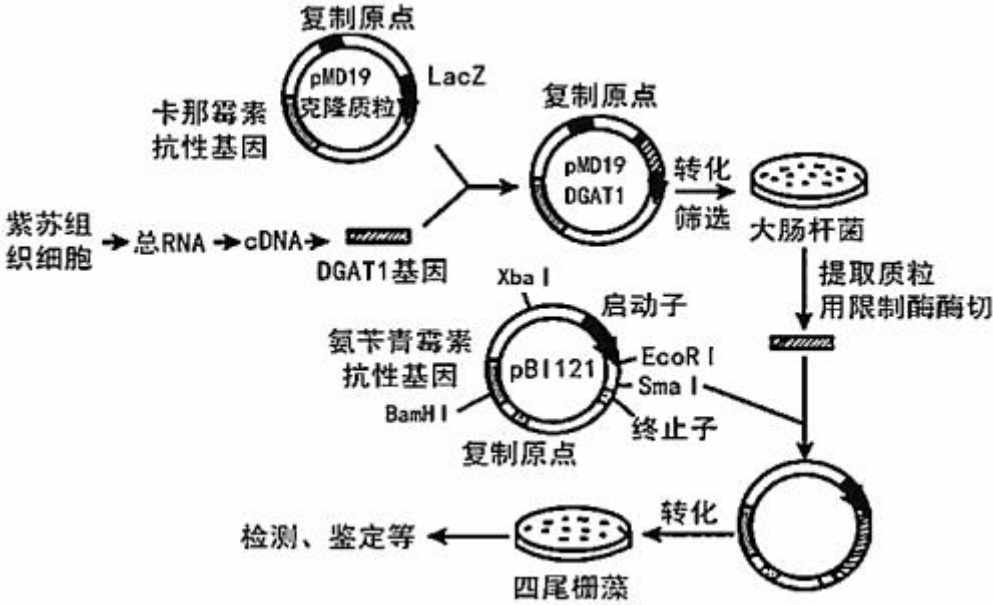 复制原点
pMD19
克隆质粒
LacZ
卡那霉素
抗性基因
复制原点
pMD19
DGAT1
转化
筛选
大肠杆菌
紫苏组
织细胞
总RNA
cDNA
DGAT1基因
提取质粒
用限制酶酶切
XbaⅠ
启动子
氨苄青霉素
抗性基因
pBI121
EcoRⅠ
SmaⅠ
BamHⅠ
终止子
复制原点
转化
四尾栅藻
检测、鉴定等